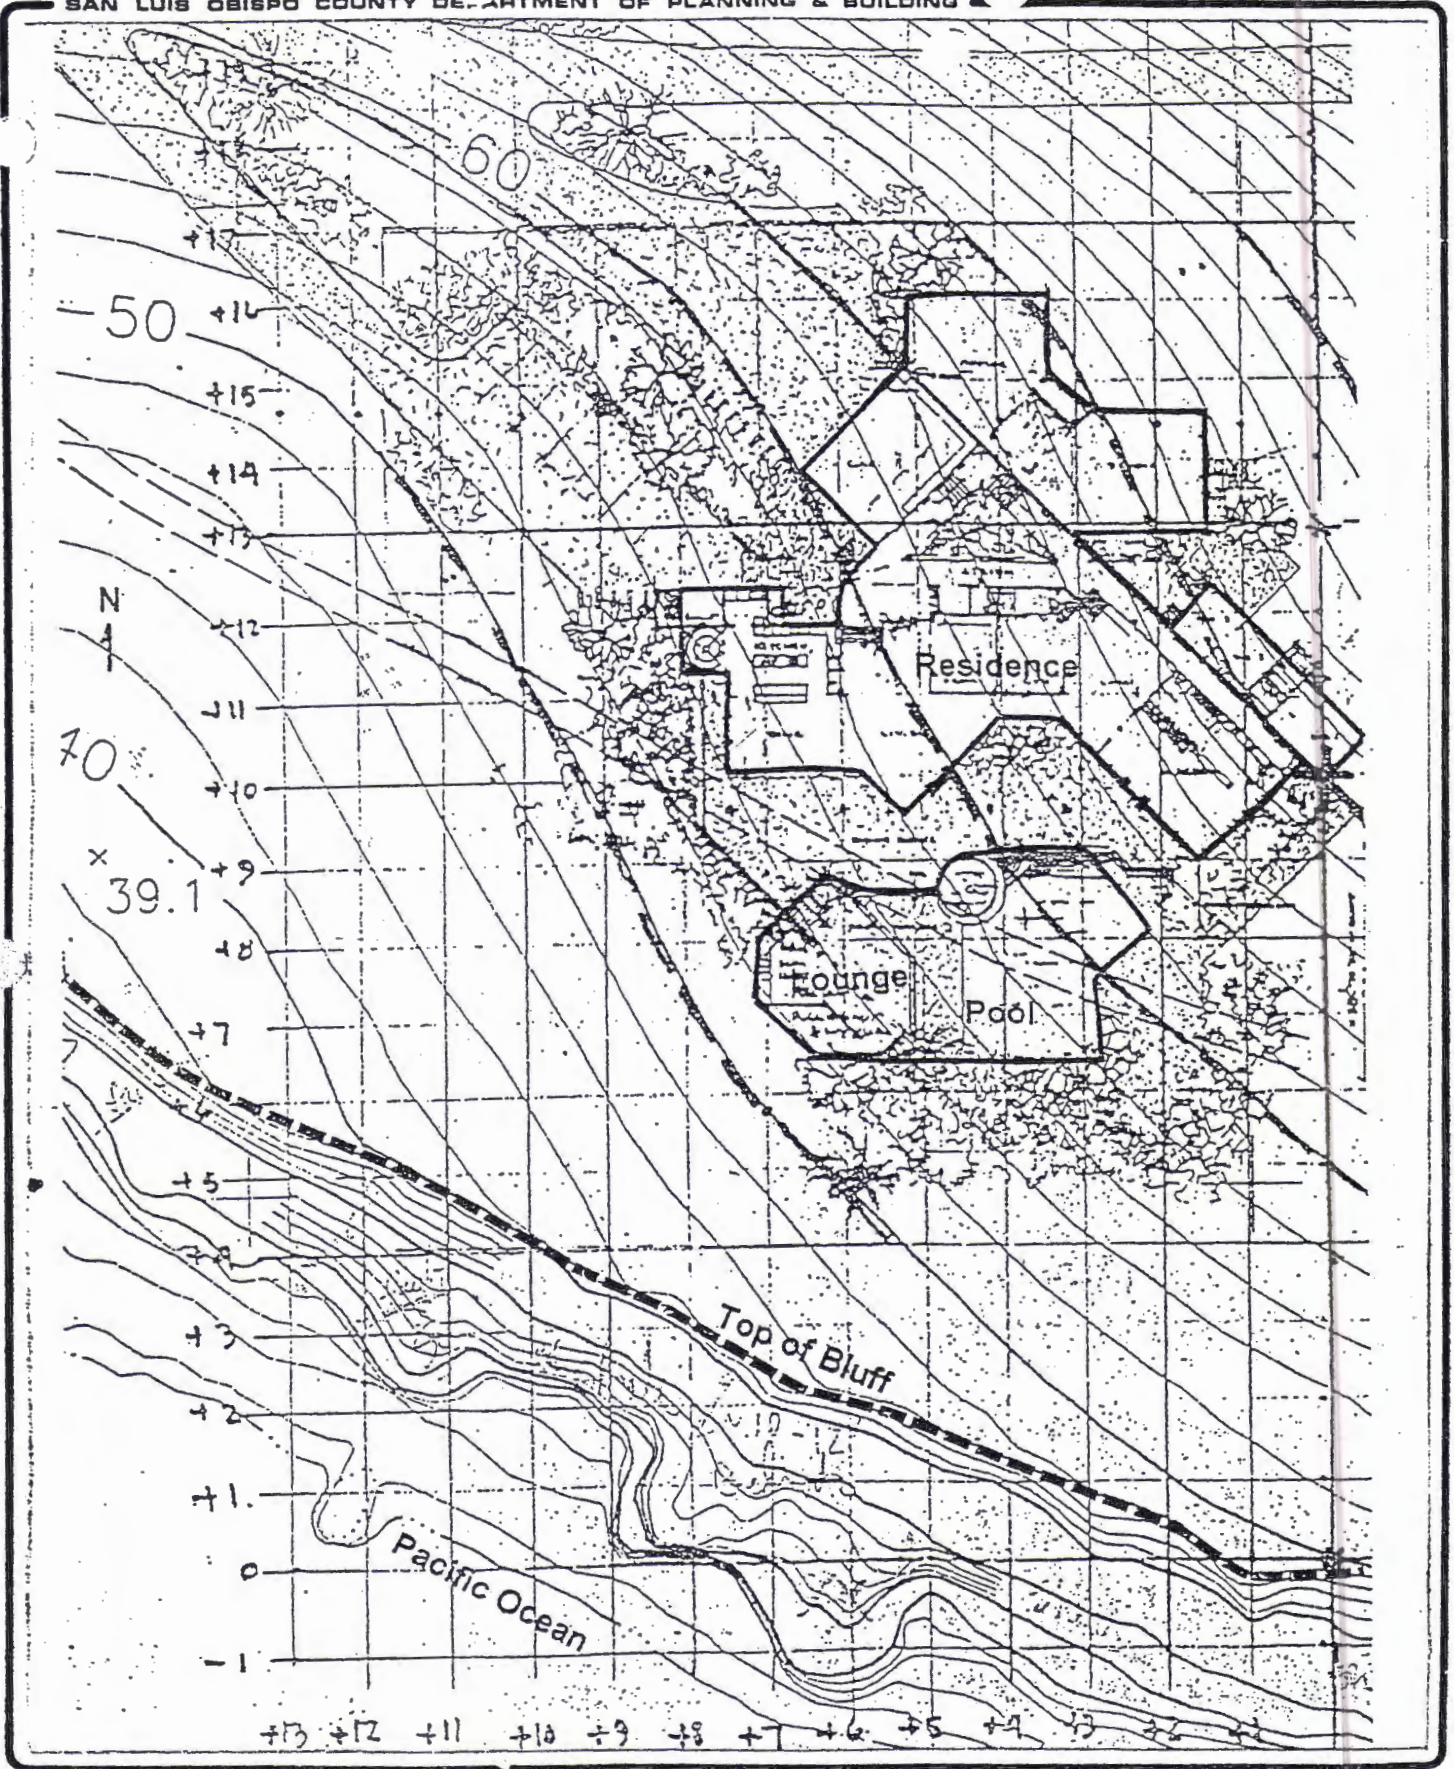 SAN LUIS OBISPO COUNTY DEPARTMENT OF PLANNING & BUILDING
60
+17
50
+16
+15
+14
+13
N
+12
Residence
+11
+10
+9
39.1
+8
Lounge
+7
Pool
+5
+3
Top of Bluff
+2
+1.
0
Pacific Ocean
-1
+13 +12 +11 +10 +9 +8 +7 +6 +5 +4 +3 +2